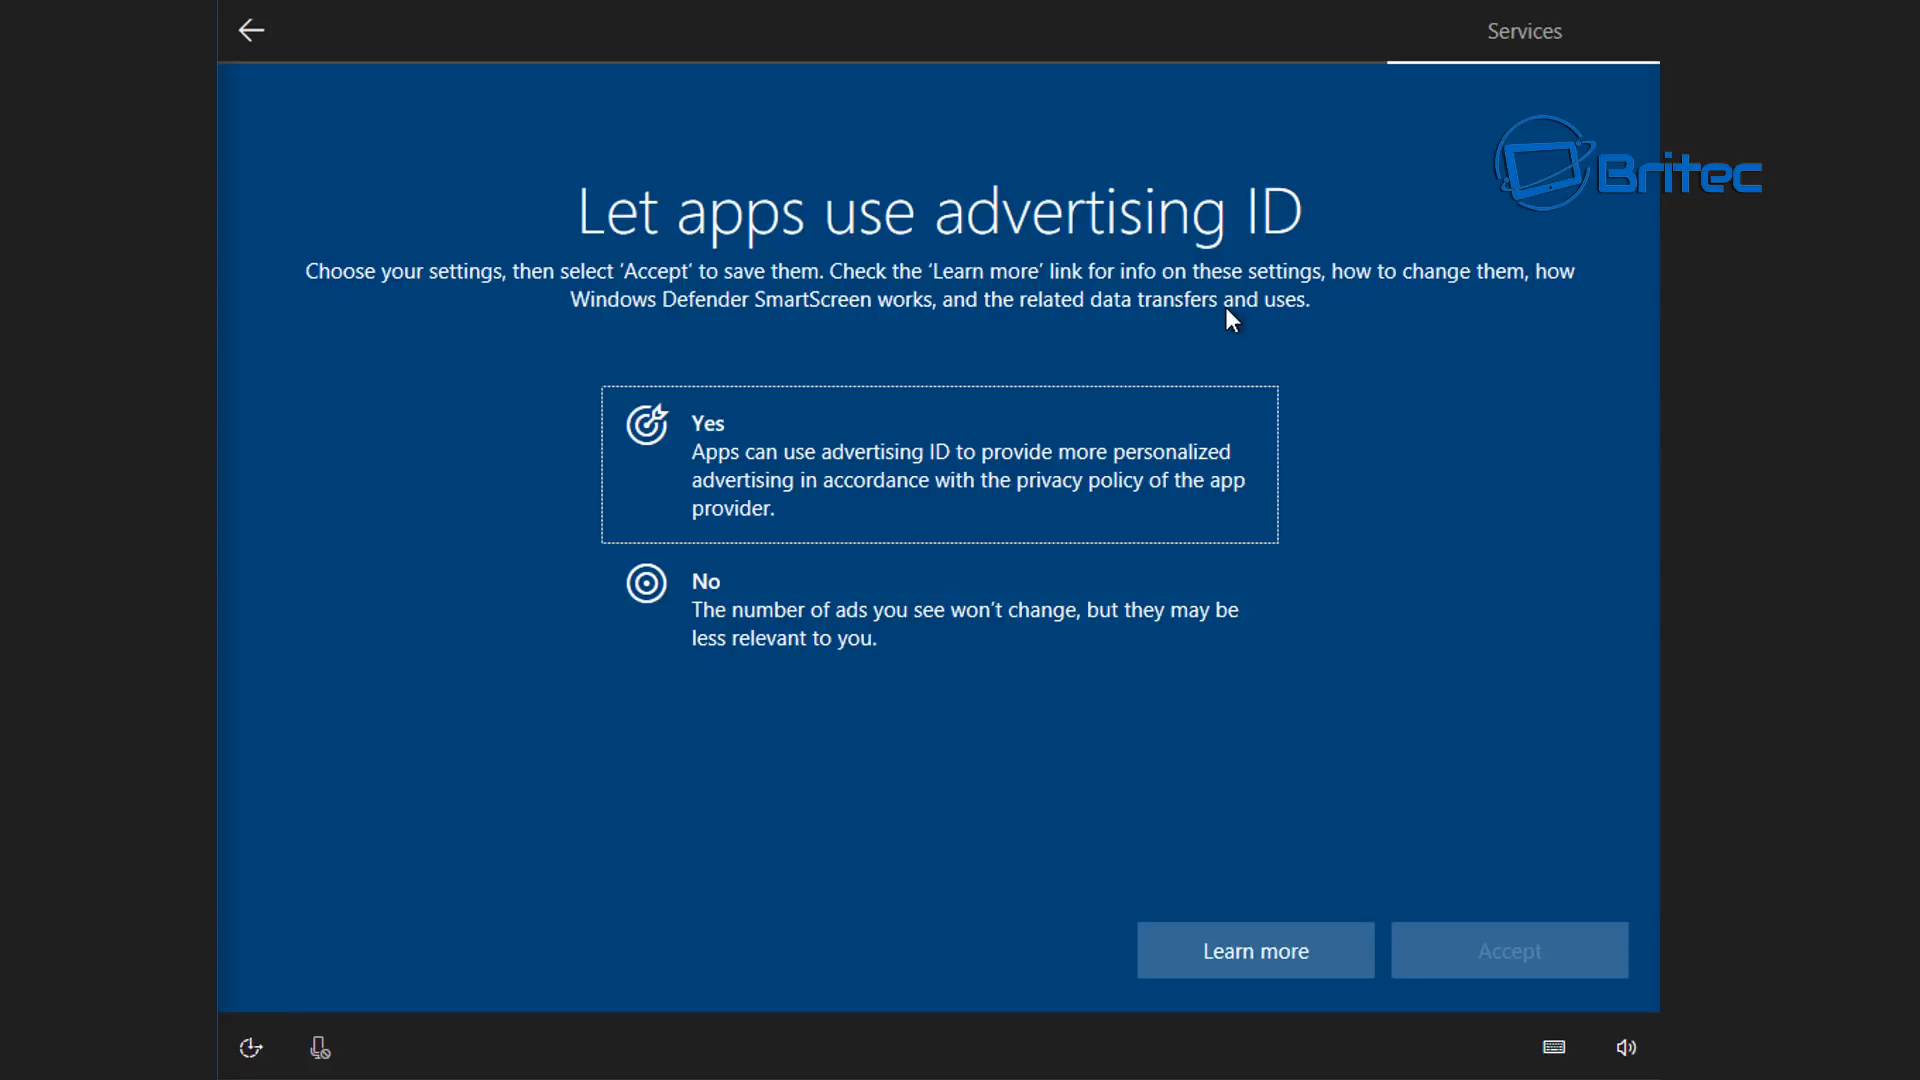 Services
Britec
Let apps use advertising ID
Choose your settings, then select ‘Accept’ to save them. Check the ‘Learn more’ link for info on these settings, how to change them, how
Windows Defender SmartScreen works, and the related data transfers and uses.
Yes
Apps can use advertising ID to provide more personalized
advertising in accordance with the privacy policy of the app
provider.
No
The number of ads you see won’t change, but they may be
less relevant to you.
Learn more
Accept